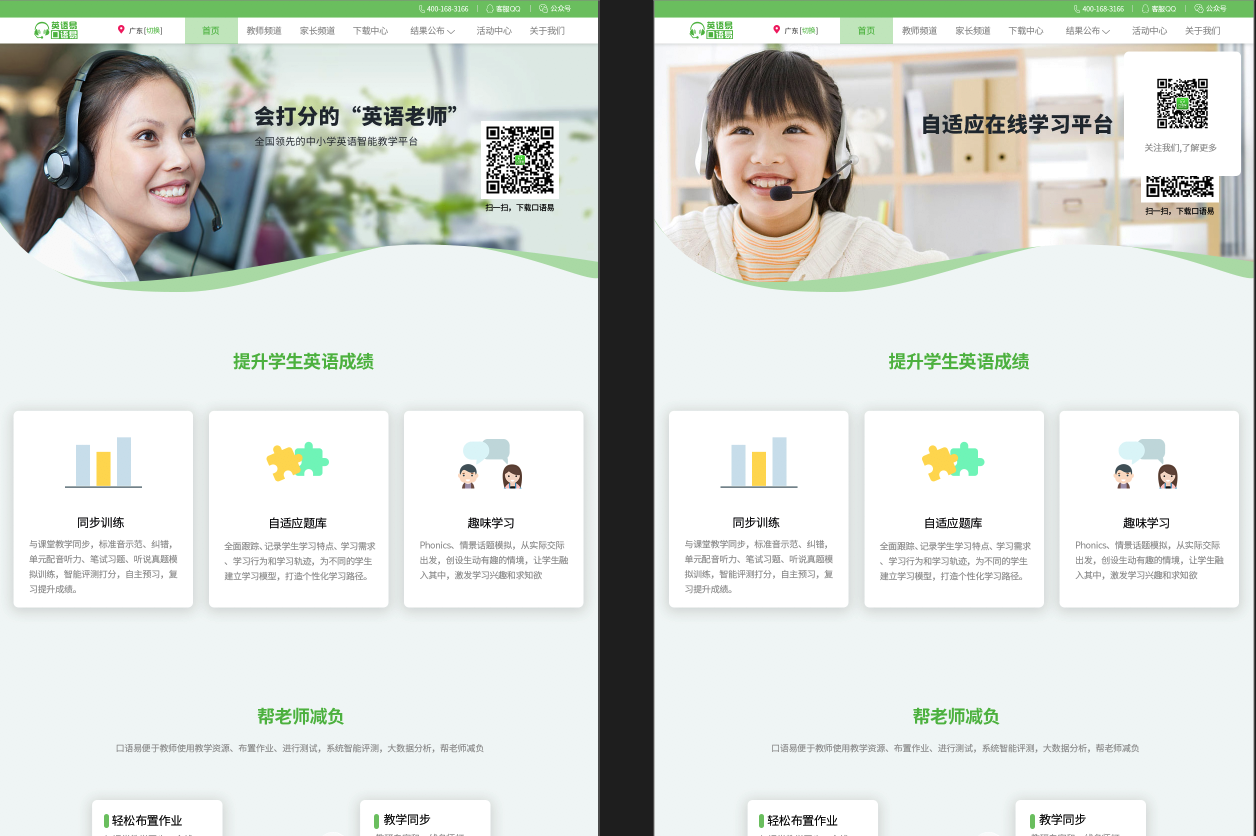 400-168-3166 客服QQ 公众号
英语易
口语易
广东[切换]
首页 教师频道 家长频道 下载中心 结果公布 活动中心 关于我们
会打分的“英语老师”
全国领先的中小学英语智能教学平台
扫一扫，下载口语易
提升学生英语成绩
同步训练
与课堂教学同步，标准音示范、纠错，
单元配音听力、笔试习题、听说真题模
拟训练，智能评测打分，自主预习，复
习提升成绩。
自适应题库
全面跟踪、记录学生学习特点、学习需求
、学习行为和学习轨迹，为不同的学生
建立学习模型，打造个性化学习路径。
趣味学习
Phonics、情景话题模拟，从实际交际
出发，创设生动有趣的情境，让学生融
入其中，激发学习兴趣和求知欲
帮老师减负
口语易便于教师使用教学资源、布置作业、进行测试，系统智能评测，大数据分析，帮老师减负
轻松布置作业
教学同步
400-168-3166 客服QQ 公众号
英语易
口语易
广东[切换]
首页 教师频道 家长频道 下载中心 结果公布 活动中心 关于我们
自适应在线学习平台
关注我们,了解更多
扫一扫，下载口语易
提升学生英语成绩
同步训练
与课堂教学同步，标准音示范、纠错，
单元配音听力、笔试习题、听说真题模
拟训练，智能评测打分，自主预习，复
习提升成绩。
自适应题库
全面跟踪、记录学生学习特点、学习需求
、学习行为和学习轨迹，为不同的学生
建立学习模型，打造个性化学习路径。
趣味学习
Phonics、情景话题模拟，从实际交际
出发，创设生动有趣的情境，让学生融
入其中，激发学习兴趣和求知欲
帮老师减负
口语易便于教师使用教学资源、布置作业、进行测试，系统智能评测，大数据分析，帮老师减负
轻松布置作业
教学同步